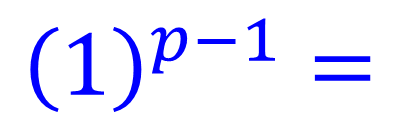 (1)^{p−1} =